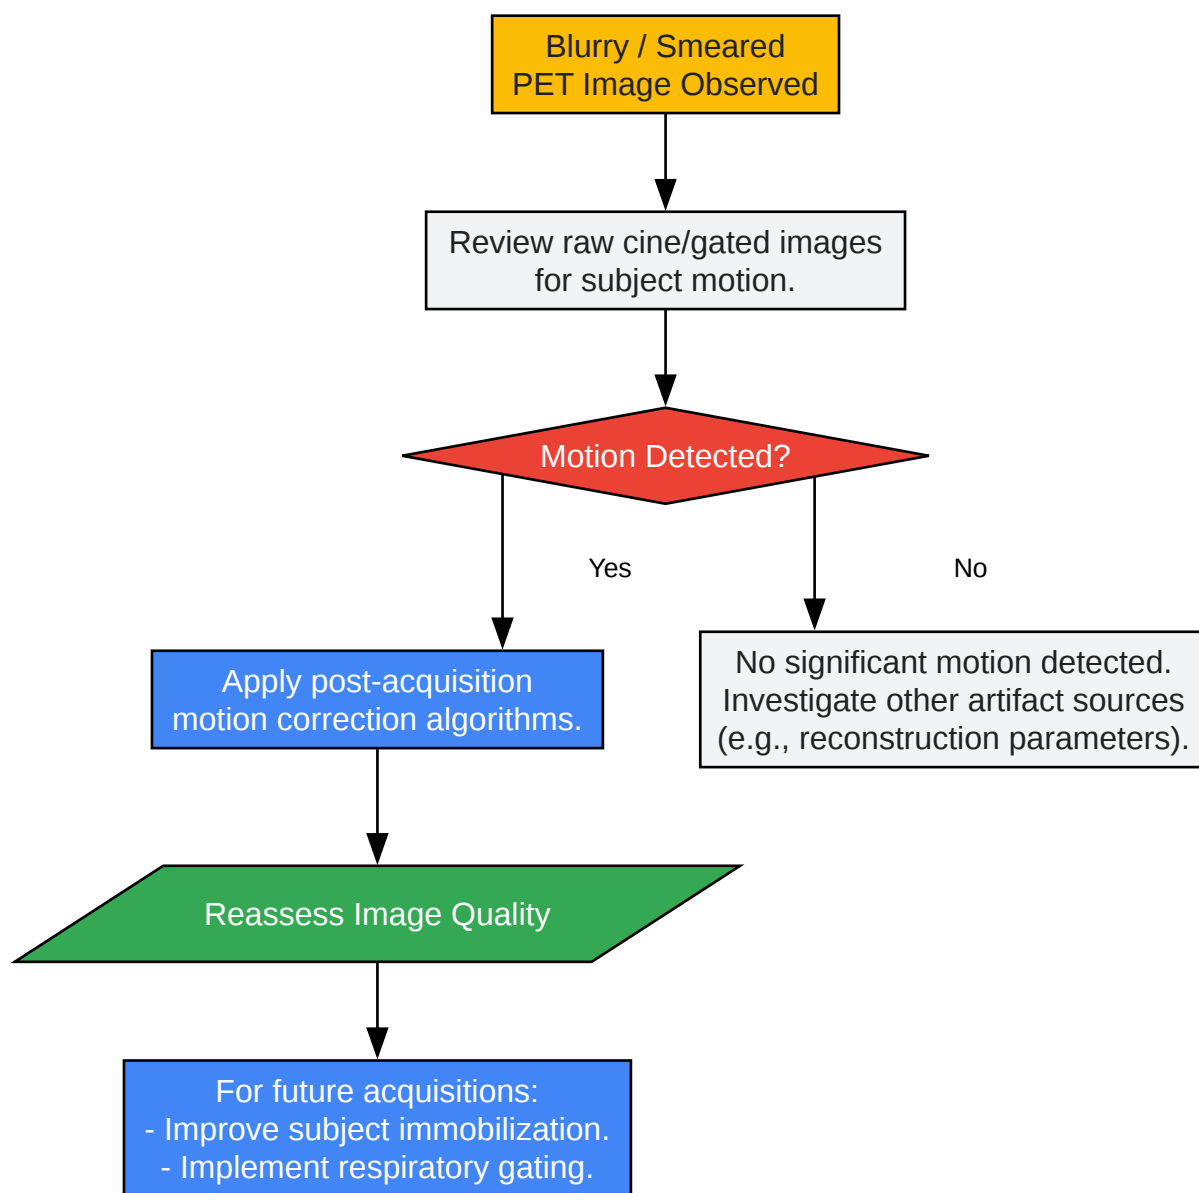 Blurry / Smeared
PET Image Observed
Review raw cine/gated images
for subject motion.
Motion Detected?
Yes
No
Apply post-acquisition
motion correction algorithms.
No significant motion detected.
Investigate other artifact sources
(e.g., reconstruction parameters).
Reassess Image Quality
For future acquisitions:
- Improve subject immobilization.
- Implement respiratory gating.